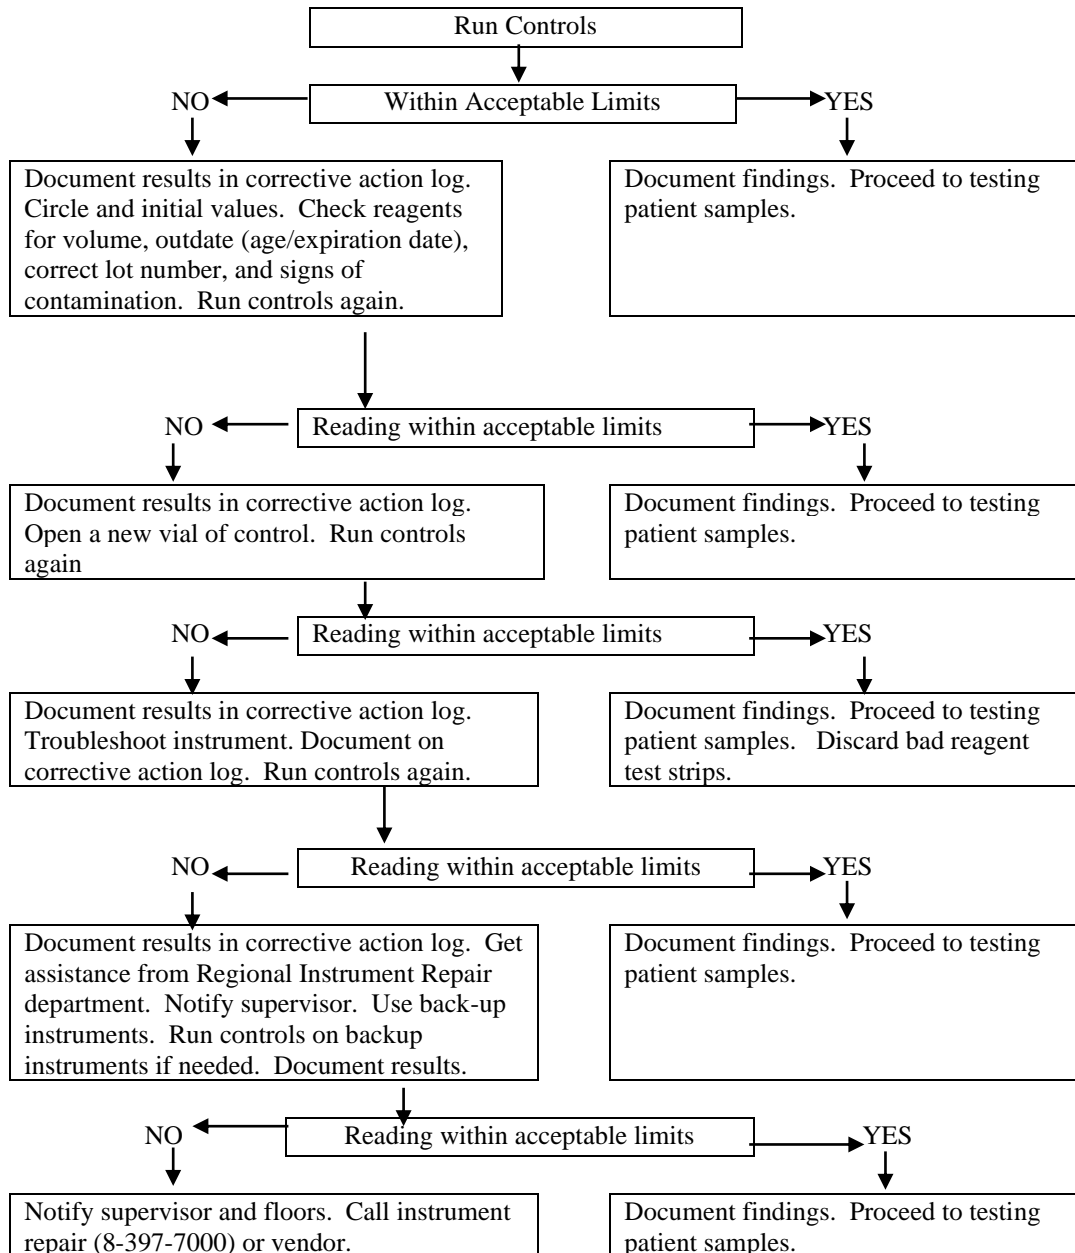 Run Controls
NO
Within Acceptable Limits
YES
Document results in corrective action log.
Circle and initial values.  Check reagents
for volume, outdate (age/expiration date),
correct lot number, and signs of
contamination.  Run controls again.
Document findings.  Proceed to testing
patient samples.
NO
Reading within acceptable limits
YES
Document results in corrective action log.
Open a new vial of control.  Run controls
again
Document findings.  Proceed to testing
patient samples.
NO
Reading within acceptable limits
YES
Document results in corrective action log.
Troubleshoot instrument. Document on
corrective action log.  Run controls again.
Document findings.  Proceed to testing
patient samples.   Discard bad reagent
test strips.
NO
Reading within acceptable limits
YES
Document results in corrective action log.  Get
assistance from Regional Instrument Repair
department.  Notify supervisor.  Use back-up
instruments.  Run controls on backup
instruments if needed.  Document results.
Document findings.  Proceed to testing
patient samples.
NO
Reading within acceptable limits
YES
Notify supervisor and floors.  Call instrument
repair (8-397-7000) or vendor.
Document findings.  Proceed to testing
patient samples.